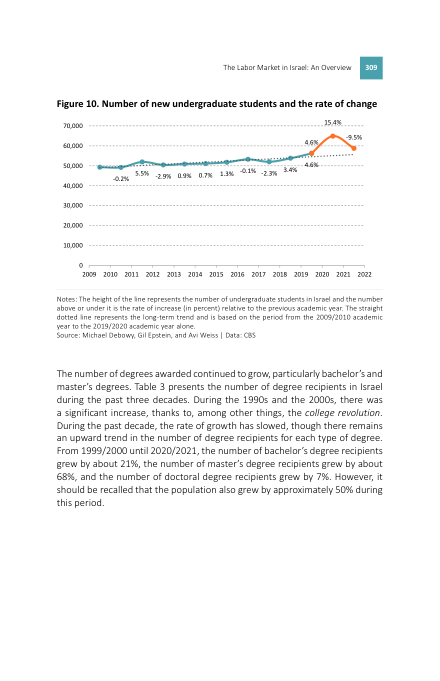 The Labor Market in Israel: An Overview 309
Figure 10. Number of new undergraduate students and the rate of change
70,000
60,000
50,000
40,000
30,000
20,000
10,000
0
15.4%
4.6%
-9.5%
-0.2% 5.5% -2.9% 0.9% 0.7% 1.3% -0.1% -2.3% 3.4% 4.6%
2009 2010 2011 2012 2013 2014 2015 2016 2017 2018 2019 2020 2021 2022
Notes: The height of the line represents the number of undergraduate students in Israel and the number
above or under it is the rate of increase (in percent) relative to the previous academic year. The straight
dotted line represents the long-term trend and is based on the period from the 2009/2010 academic
year to the 2019/2020 academic year alone.
Source: Michael Debowy, Gil Epstein, and Avi Weiss | Data: CBS
The number of degrees awarded continued to grow, particularly bachelor's and
master's degrees. Table 3 presents the number of degree recipients in Israel
during the past three decades. During the 1990s and the 2000s, there was
a significant increase, thanks to, among other things, the college revolution.
During the past decade, the rate of growth has slowed, though there remains
an upward trend in the number of degree recipients for each type of degree.
From 1999/2000 until 2020/2021, the number of bachelor's degree recipients
grew by about 21%, the number of master's degree recipients grew by about
68%, and the number of doctoral degree recipients grew by 7%. However, it
should be recalled that the population also grew by approximately 50% during
this period.